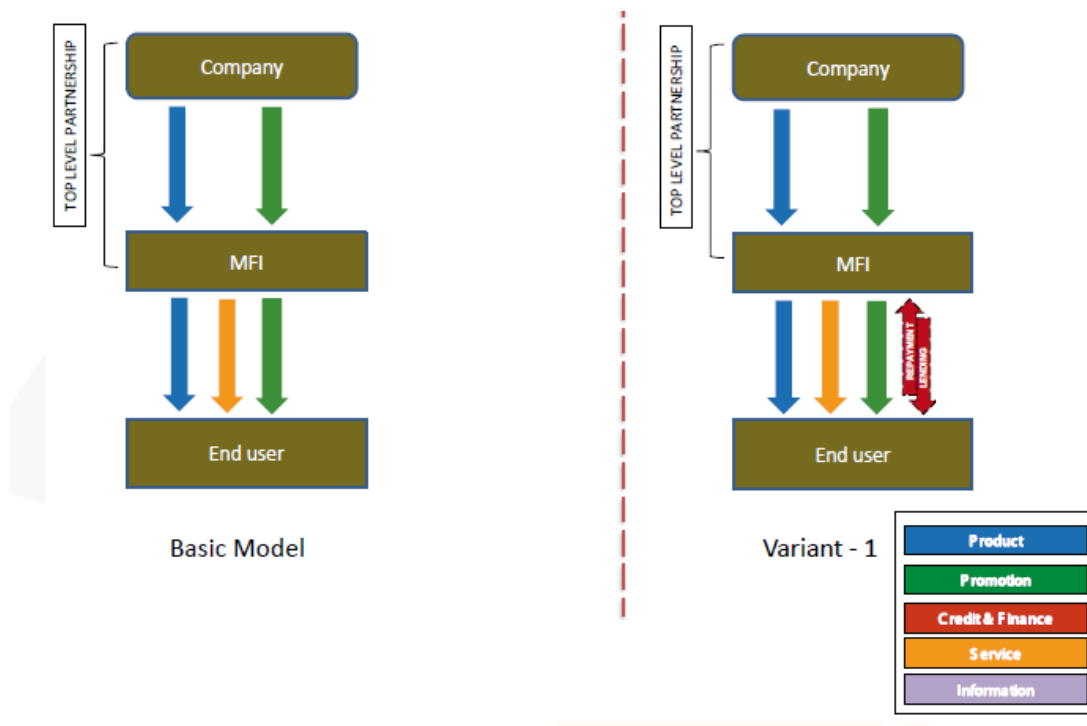 TOP LEVEL PARTNERSHIP
Company
MFI
End user
Basic Model
TOP LEVEL PARTNERSHIP
Company
MFI
REPAYMENT
LENDING
End user
Variant - 1
Product
Promotion
Credit & Finance
Service
Information